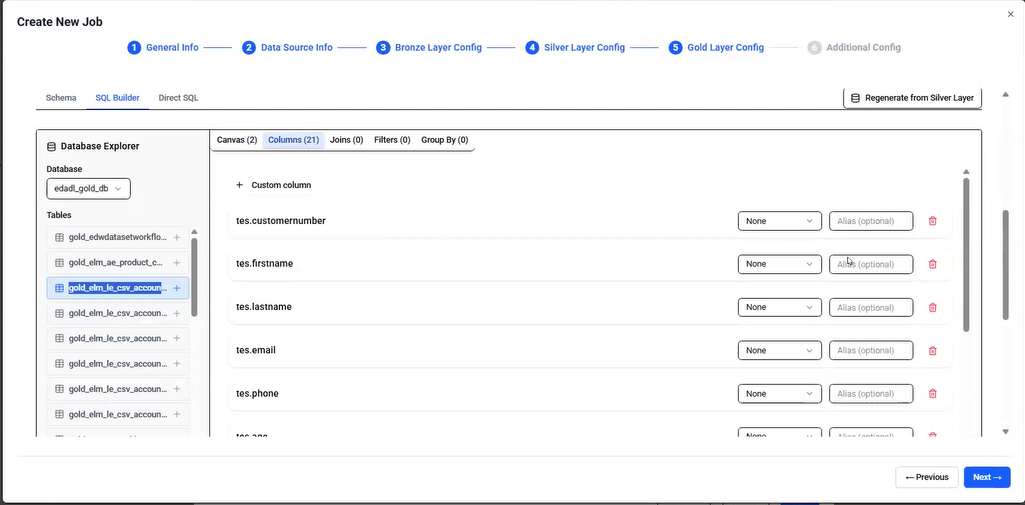 Create New Job
×
1 General Info
2 Data Source Info
3 Bronze Layer Config
4 Silver Layer Config
5 Gold Layer Config
6 Additional Config
Schema SQL Builder Direct SQL
Regenerate from Silver Layer
Database Explorer
Database
edadl_gold_db
Tables
gold_edwdatasetworkflo... +
gold_elm_ae_product_c... +
gold_elm_le_csv_accoun... +
gold_elm_le_csv_accoun... +
gold_elm_le_csv_accoun... +
gold_elm_le_csv_accoun... +
gold_elm_le_csv_accoun... +
gold_elm_le_csv_accoun... +
Canvas (2) Columns (21) Joins (0) Filters (0) Group By (0)
+ Custom column
tes.customernumber None Alias (optional)
tes.firstname None Alias (optional)
tes.lastname None Alias (optional)
tes.email None Alias (optional)
tes.phone None Alias (optional)
None Alias (optional)
← Previous
Next →